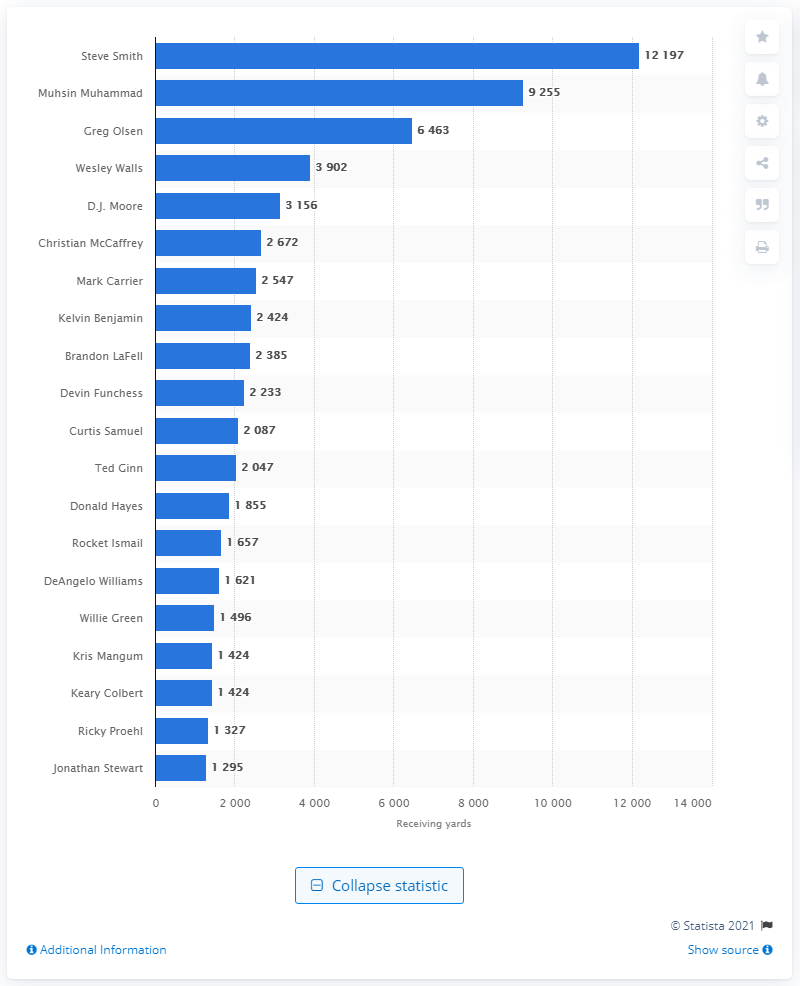 Steve Smith 12 197
Muhsin Muhammad 9 255
Greg Olsen 6 463
Wesley Walls 3 902
D.J. Moore 3 156
Christian McCaffrey 2 672
Mark Carrier 2 547
Kelvin Benjamin 2 424
Brandon LaFell 2 385
Devin Funchess 2 233
Curtis Samuel 2 087
Ted Ginn 2 047
Donald Hayes 1 855
Rocket Ismail 1 657
DeAngelo Williams 1 621
Willie Green 1 496
Kris Mangum 1 424
Keary Colbert 1 424
Ricky Proehl 1 327
Jonathan Stewart 1 295
0 2 000 4 000 6 000 8 000 10 000 12 000 14 000
Receiving yards
Collapse statistic
© Statista 2021
Additional Information Show source